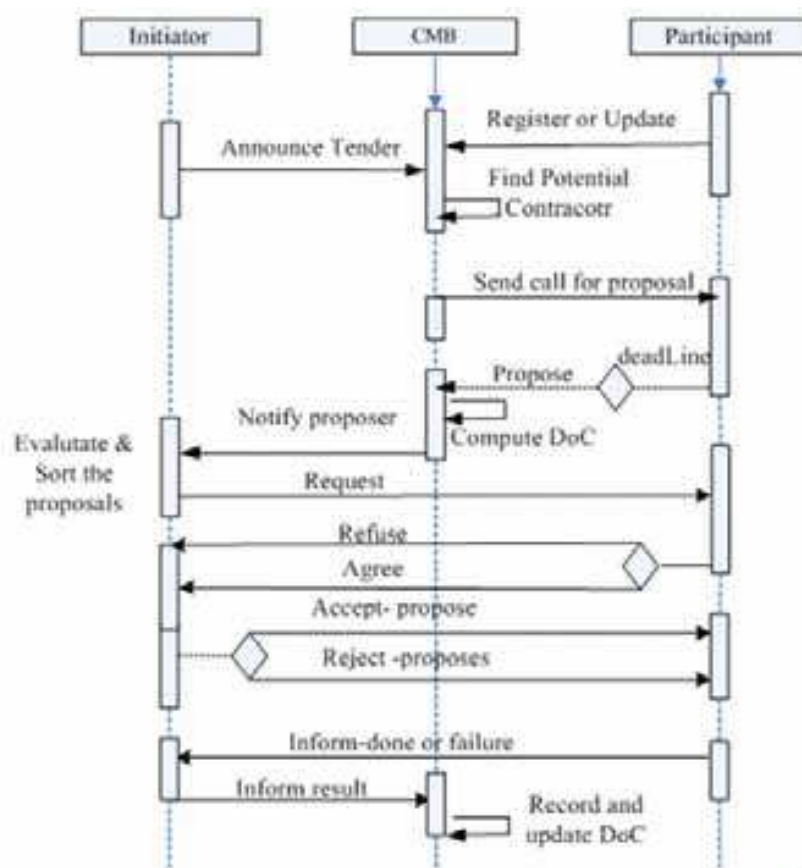 Initiator
CMB
Participant
Register or Update
Announce Tender
Find Potential
Contracotr
Send call for proposal
deadLine
Propose
Notify proposer
Compute DoC
Evalutate &
Sort the
proposals
Request
Refuse
Agree
Accept- propose
Reject -proposes
Inform-done or failure
Inform result
Record and
update DoC